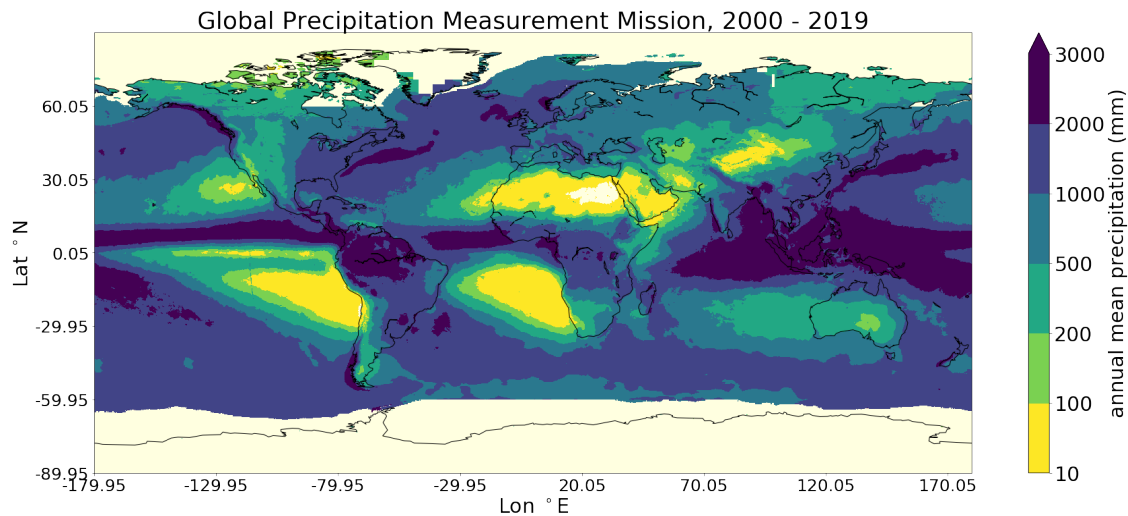 Global Precipitation Measurement Mission, 2000 - 2019
60.05
30.05
0.05
-29.95
-59.95
-89.95
Lat °N
-179.95 -129.95 -79.95 -29.95 20.05 70.05 120.05 170.05
Lon °E
3000
2000
1000
500
200
100
10
annual mean precipitation (mm)